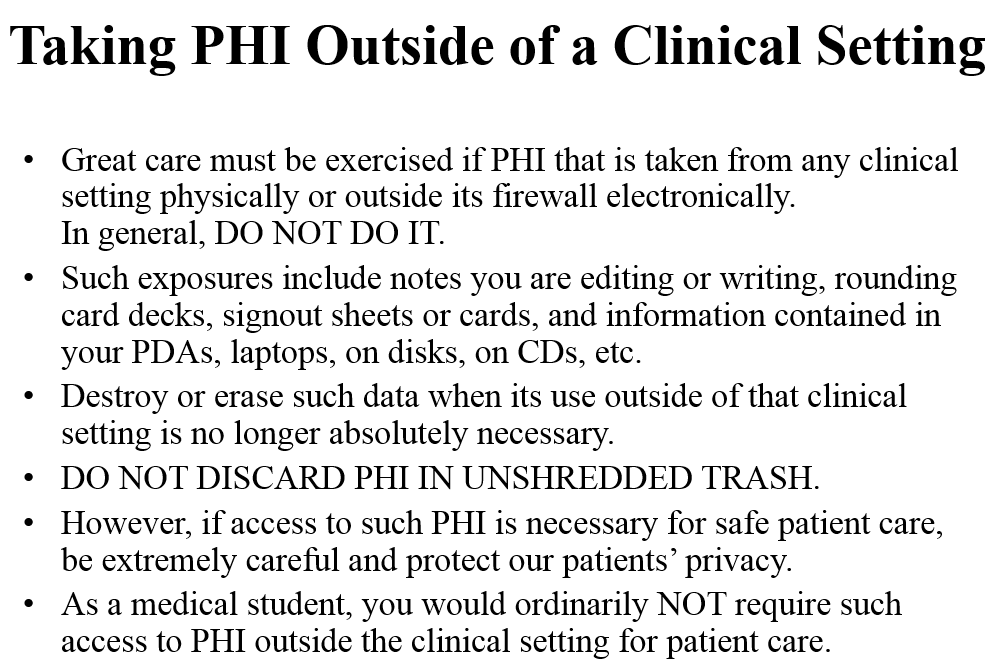 Taking PHI Outside of a Clinical Setting
• Great care must be exercised if PHI that is taken from any clinical
setting physically or outside its firewall electronically.
In general, DO NOT DO IT.
• Such exposures include notes you are editing or writing, rounding
card decks, signout sheets or cards, and information contained in
your PDAs, laptops, on disks, on CDs, etc.
• Destroy or erase such data when its use outside of that clinical
setting is no longer absolutely necessary.
• DO NOT DISCARD PHI IN UNSHREDDED TRASH.
• However, if access to such PHI is necessary for safe patient care,
be extremely careful and protect our patients’ privacy.
• As a medical student, you would ordinarily NOT require such
access to PHI outside the clinical setting for patient care.